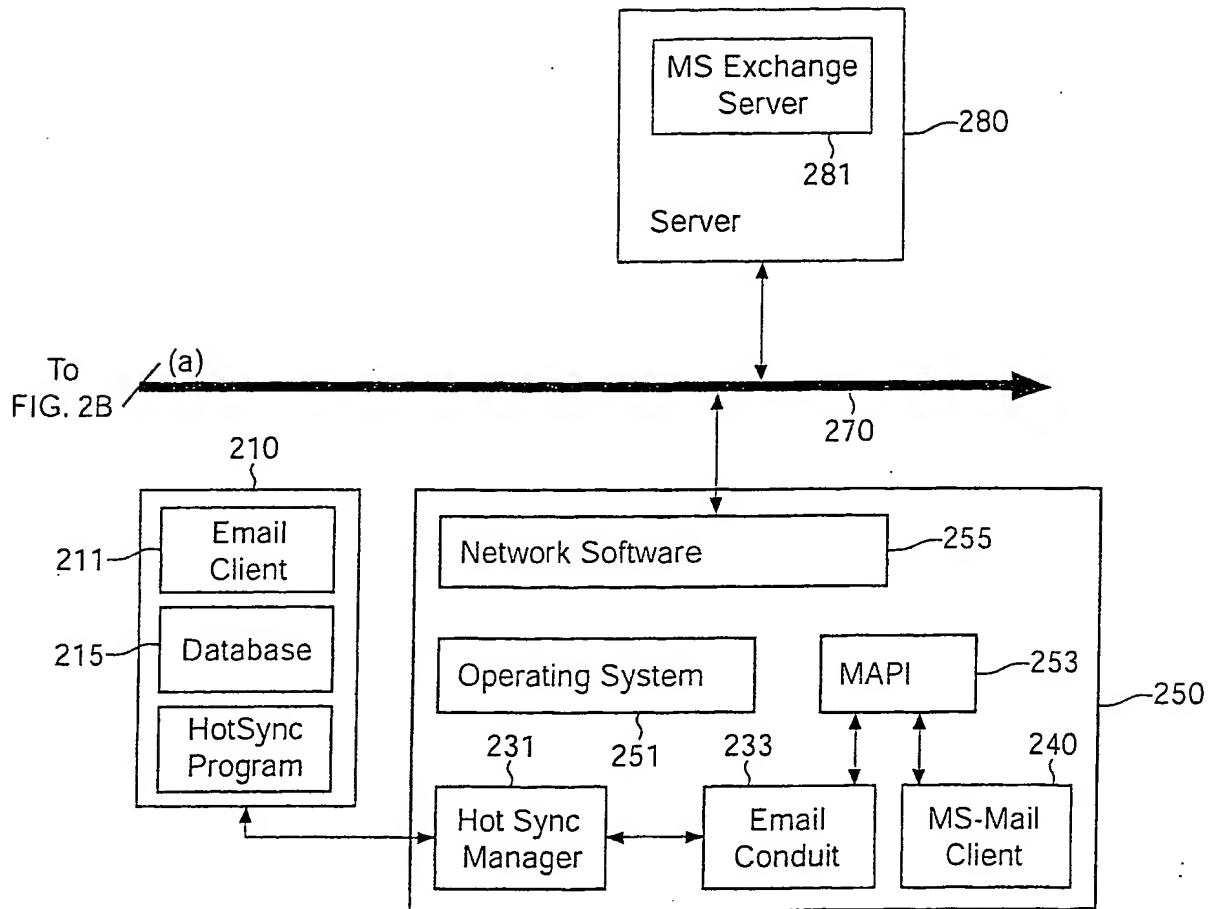 MS Exchange
Server
281
280
Server
To
FIG. 2B
(a)
270
210
211
Email
Client
215
Database
HotSync
Program
Network Software
255
Operating System
251
MAPI
253
250
231
Hot Sync
Manager
233
Email
Conduit
240
MS-Mail
Client